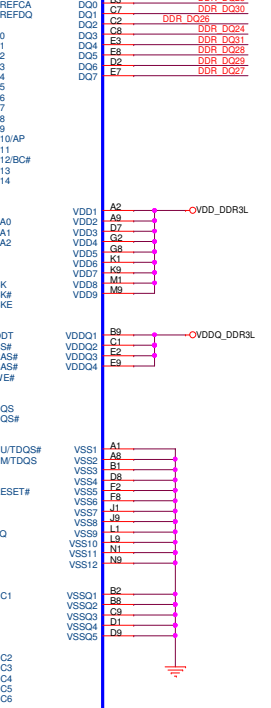 REFCA DQ0 B3
REFDQ DQ1 C7 DDR_DQ30
DQ2 C2 DDR_DQ26
0 DQ3 C8 DDR_DQ24
1 DQ4 E3 DDR_DQ31
2 DQ5 E8 DDR_DQ28
3 DQ6 D2 DDR_DQ29
4 DQ7 E7 DDR_DQ27
5
6
7
8
9
10/AP
11
12/BC#
13
14
VDD1 A2 VDD_DDR3L
A0 VDD2 A9
A1 VDD3 D7
A2 VDD4 G2
VDD5 G8
VDD6 K1
VDD7 K9
K VDD8 M1
K# VDD9 M9
KE
DT VDDQ1 B9 VDDQ_DDR3L
S# VDDQ2 C1
AS# VDDQ3 E2
AS# VDDQ4 E9
/E#
QS
QS#
U/TDQS# VSS1 A1
M/TDQS VSS2 A8
VSS3 B1
VSS4 D8
ESET# VSS5 F2
VSS6 F8
VSS7 J1
VSS8 J9
Q VSS9 L1
VSS10 L9
VSS11 N1
VSS12 N9
C1 VSSQ1 B2
VSSQ2 B8
VSSQ3 C9
VSSQ4 D1
VSSQ5 D9
C2
C3
C4
C5
C6